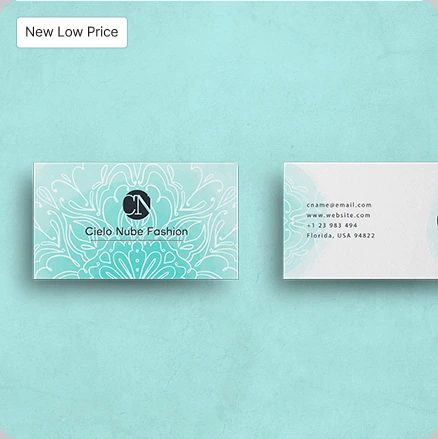 New Low Price
CN
Cielo Nube Fashion
cname@email.com
www.website.com
+1 23 983 494
Florida, USA 94822